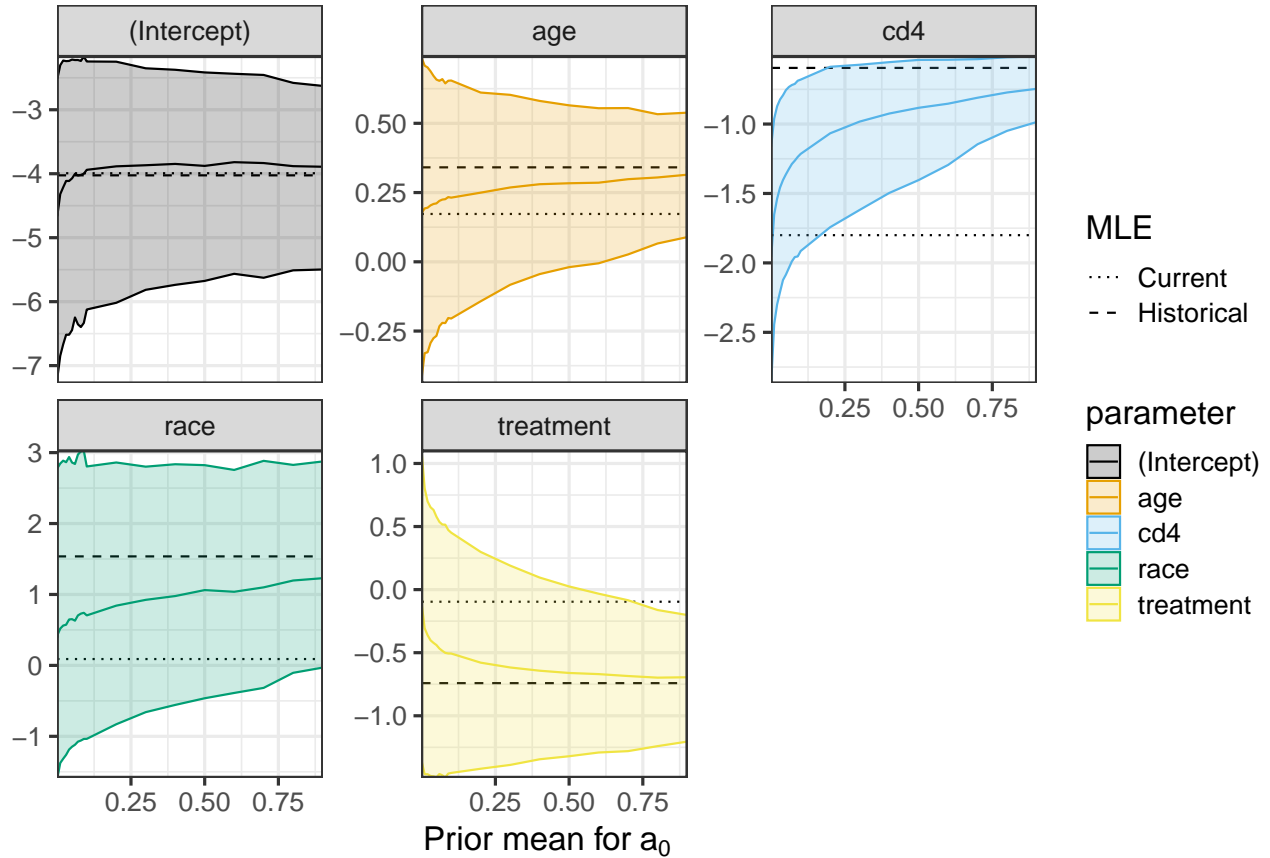 (Intercept)
age
cd4
−3
−4
−5
−6
−7
0.50
0.25
0.00
−0.25
−1.0
−1.5
−2.0
−2.5
0.25
0.50
0.75
race
treatment
3
2
1
0
−1
1.0
0.5
0.0
−0.5
−1.0
0.25
0.50
0.75
0.25
0.50
0.75
Prior mean for a₀
MLE
Current
Historical
parameter
(Intercept)
age
cd4
race
treatment